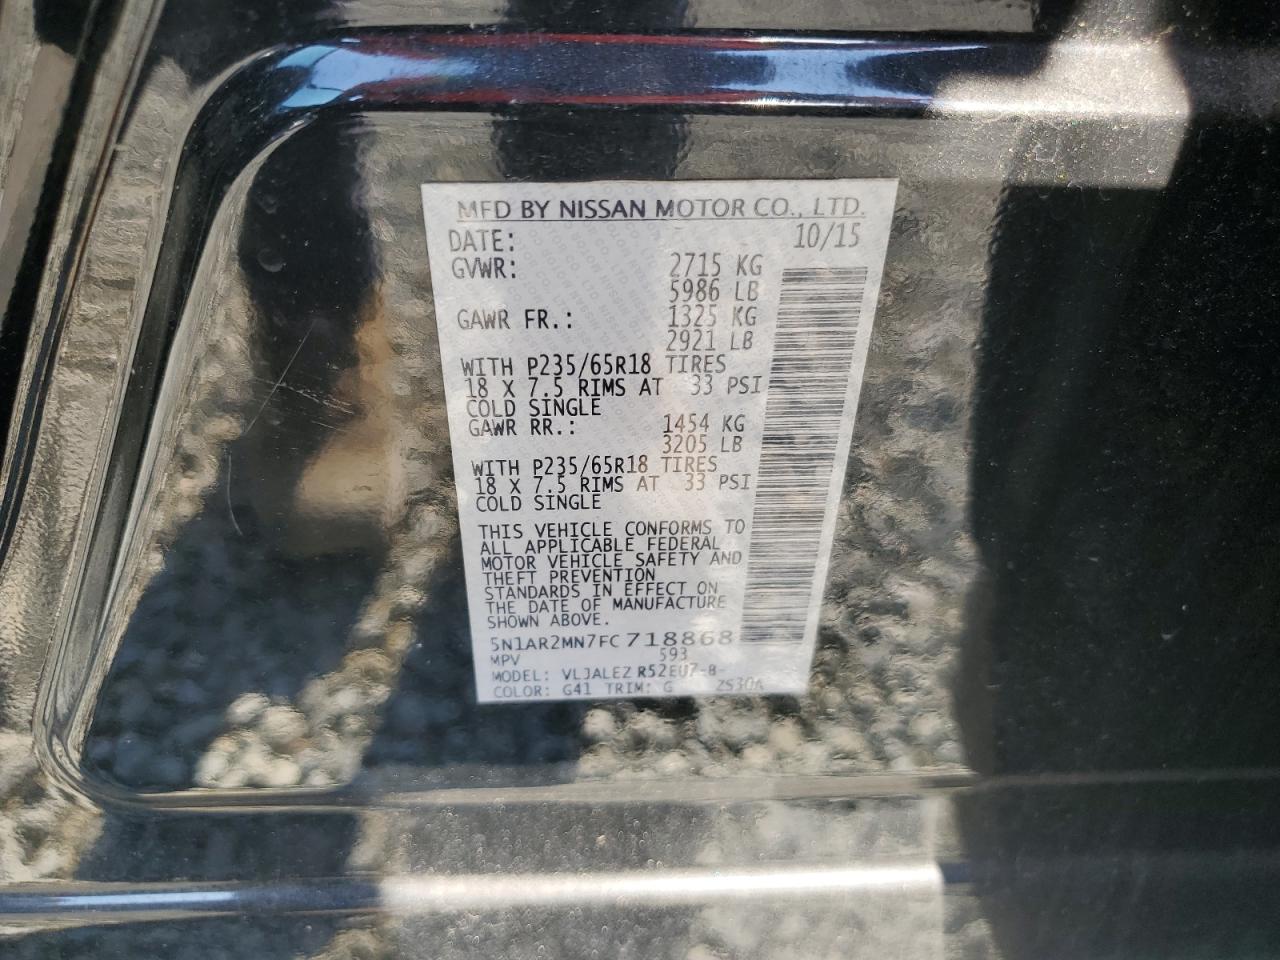 MFD BY NISSAN MOTOR CO., LTD.
DATE: 10/15
GVWR: 2715 KG
5986 LB
GAWR FR.: 1325 KG
2921 LB
WITH P235/65R18 TIRES
18 X 7.5 RIMS AT 33 PSI
COLD SINGLE
GAWR RR.: 1454 KG
3205 LB
WITH P235/65R18 TIRES
18 X 7.5 RIMS AT 33 PSI
COLD SINGLE
THIS VEHICLE CONFORMS TO
ALL APPLICABLE FEDERAL
MOTOR VEHICLE SAFETY AND
THEFT PREVENTION
STANDARDS IN EFFECT ON
THE DATE OF MANUFACTURE
SHOWN ABOVE.
5N1AR2MN7FC718868
MPV 593
MODEL: VLJALEZ R52EUZ-B-
COLOR: G41 TRIM: G ZS30A